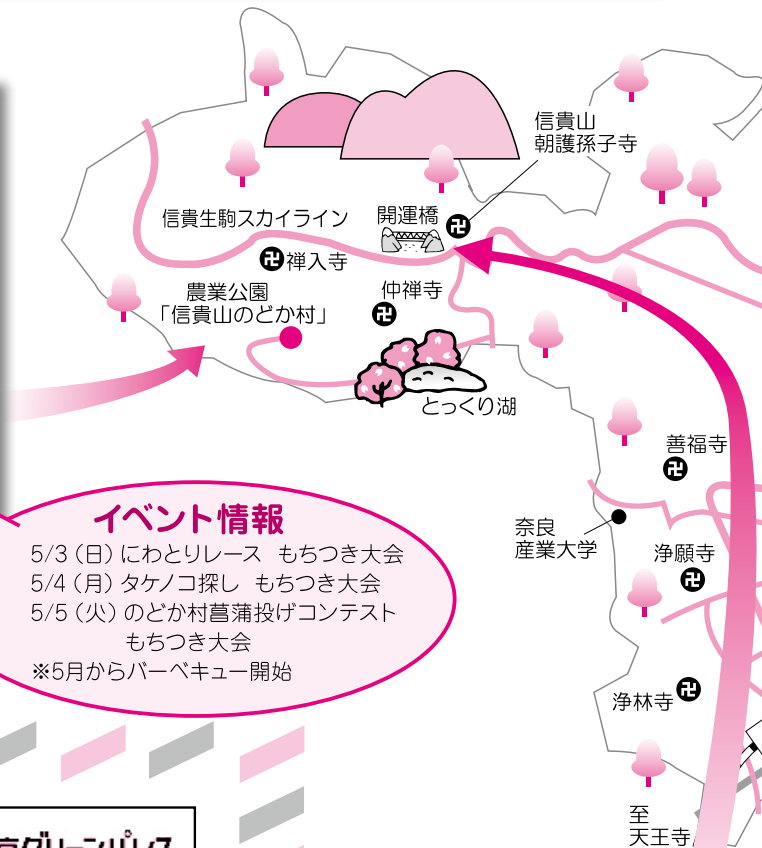 信貴山
朝護孫子寺
信貴生駒スカイライン
開運橋
禅入寺
農業公園
「信貴山のどか村」
仲禅寺
とっくり湖
善福寺
奈良
産業大学
浄願寺
浄林寺
至
天王寺
イベント情報
5/3（日）にわとりレース　もちつき大会
5/4（月）タケノコ探し　もちつき大会
5/5（火）のどか村菖蒲投げコンテスト
もちつき大会
※5月からバーベキュー開始
グリーンパレス